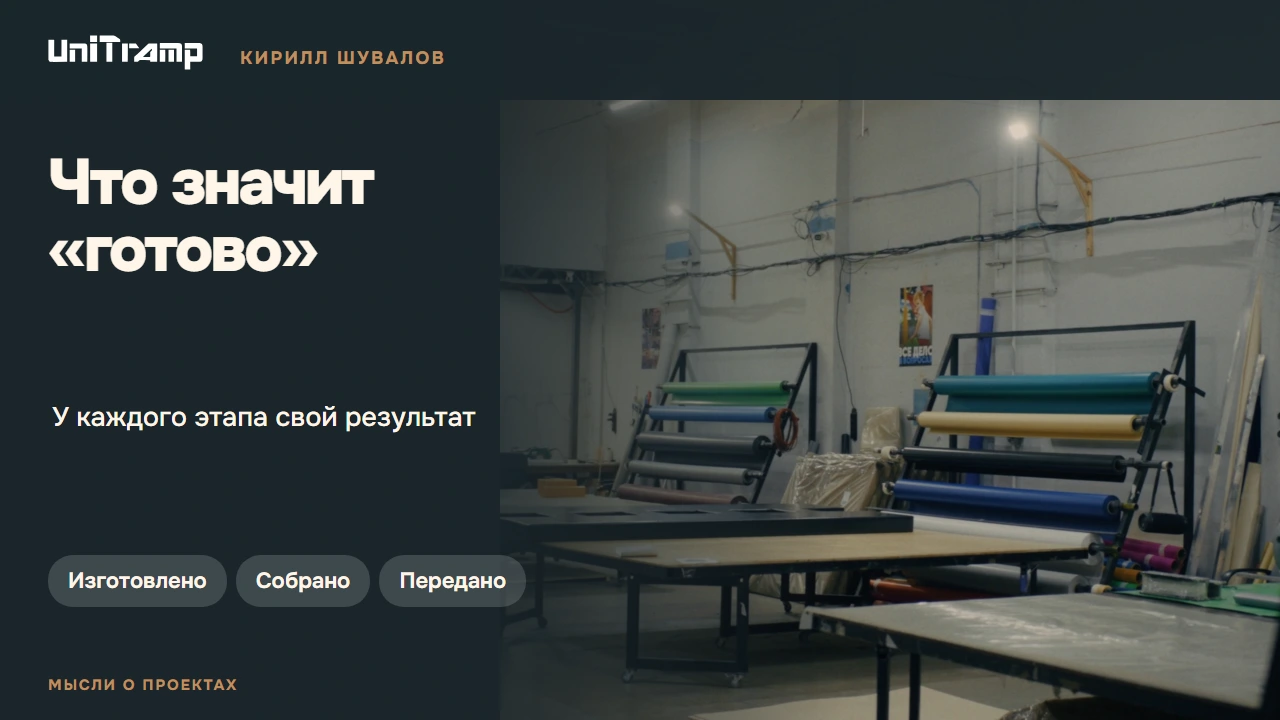 UniTramp
КИРИЛЛ ШУВАЛОВ
Что значит
«готово»
У каждого этапа свой результат
Изготовлено
Собрано
Передано
МЫСЛИ О ПРОЕКТАХ